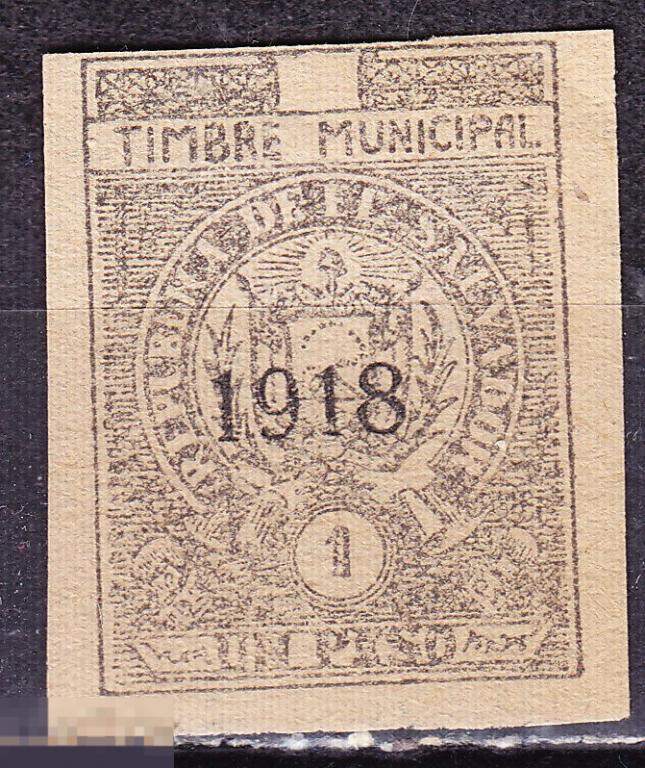 TIMBRE MUNICIPAL
REPUBLICA DE EL SALVADOR
1918
1
UN PESO